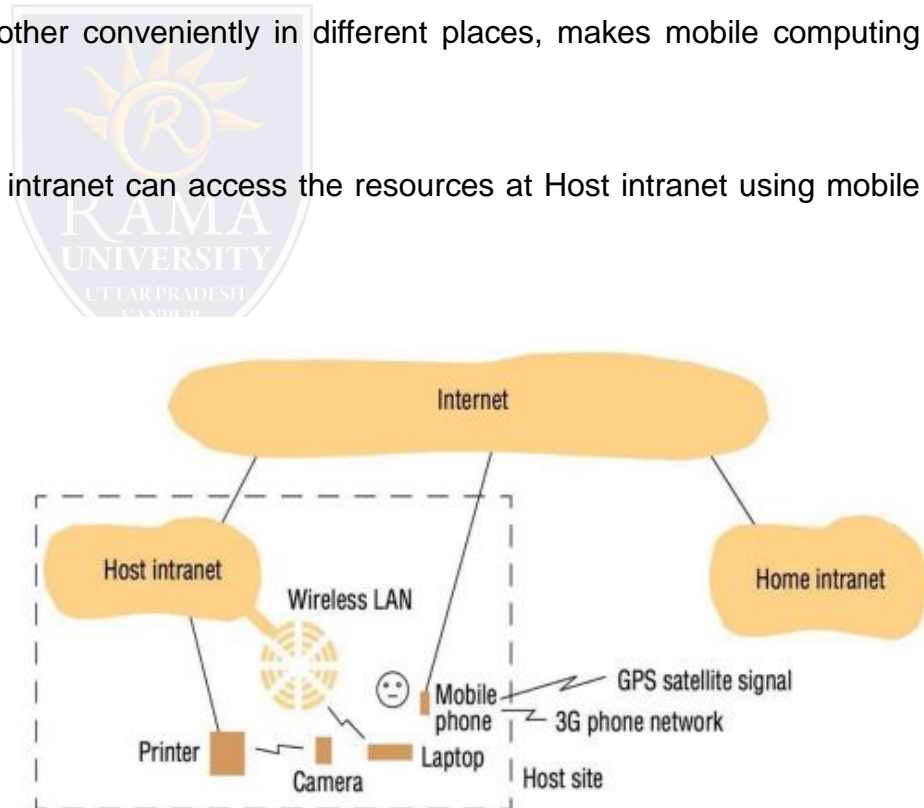 other conveniently in different places, makes mobile computing
R
intranet can access the resources at Host intranet using mobile
RAMA
UNIVERSITY
UTTAR PRADESH
KANPUR
Internet
Host intranet
Home intranet
Wireless LAN
GPS satellite signal
Mobile
phone
3G phone network
Printer
Camera
Laptop
Host site